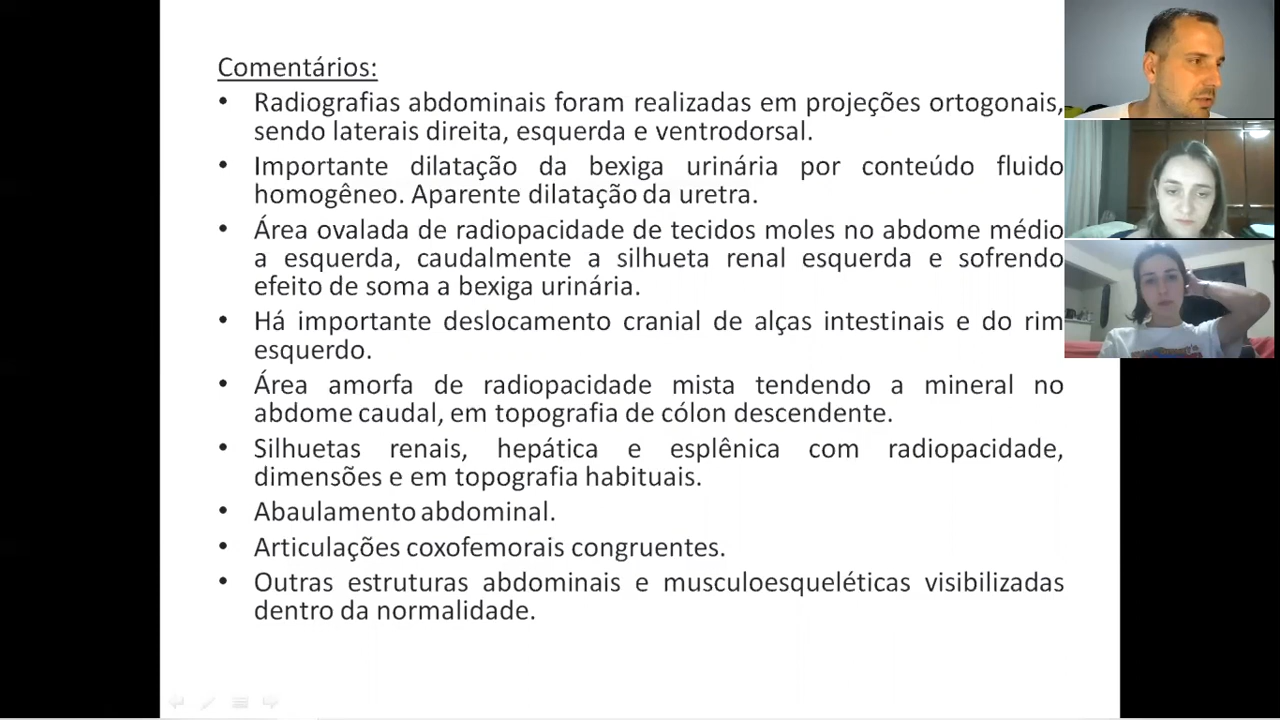 Comentários:
• Radiografias abdominais foram realizadas em projeções ortogonais,
sendo laterais direita, esquerda e ventrodorsal.
• Importante dilatação da bexiga urinária por conteúdo fluido
homogêneo. Aparente dilatação da uretra.
• Área ovalada de radiopacidade de tecidos moles no abdome médio
a esquerda, caudalmente a silhueta renal esquerda e sofrendo
efeito de soma a bexiga urinária.
• Há importante deslocamento cranial de alças intestinais e do rim
esquerdo.
• Área amorfa de radiopacidade mista tendendo a mineral no
abdome caudal, em topografia de cólon descendente.
• Silhuetas renais, hepática e esplênica com radiopacidade,
dimensões e em topografia habituais.
• Abaulamento abdominal.
• Articulações coxofemorais congruentes.
• Outras estruturas abdominais e musculoesqueléticas visibilizadas
dentro da normalidade.